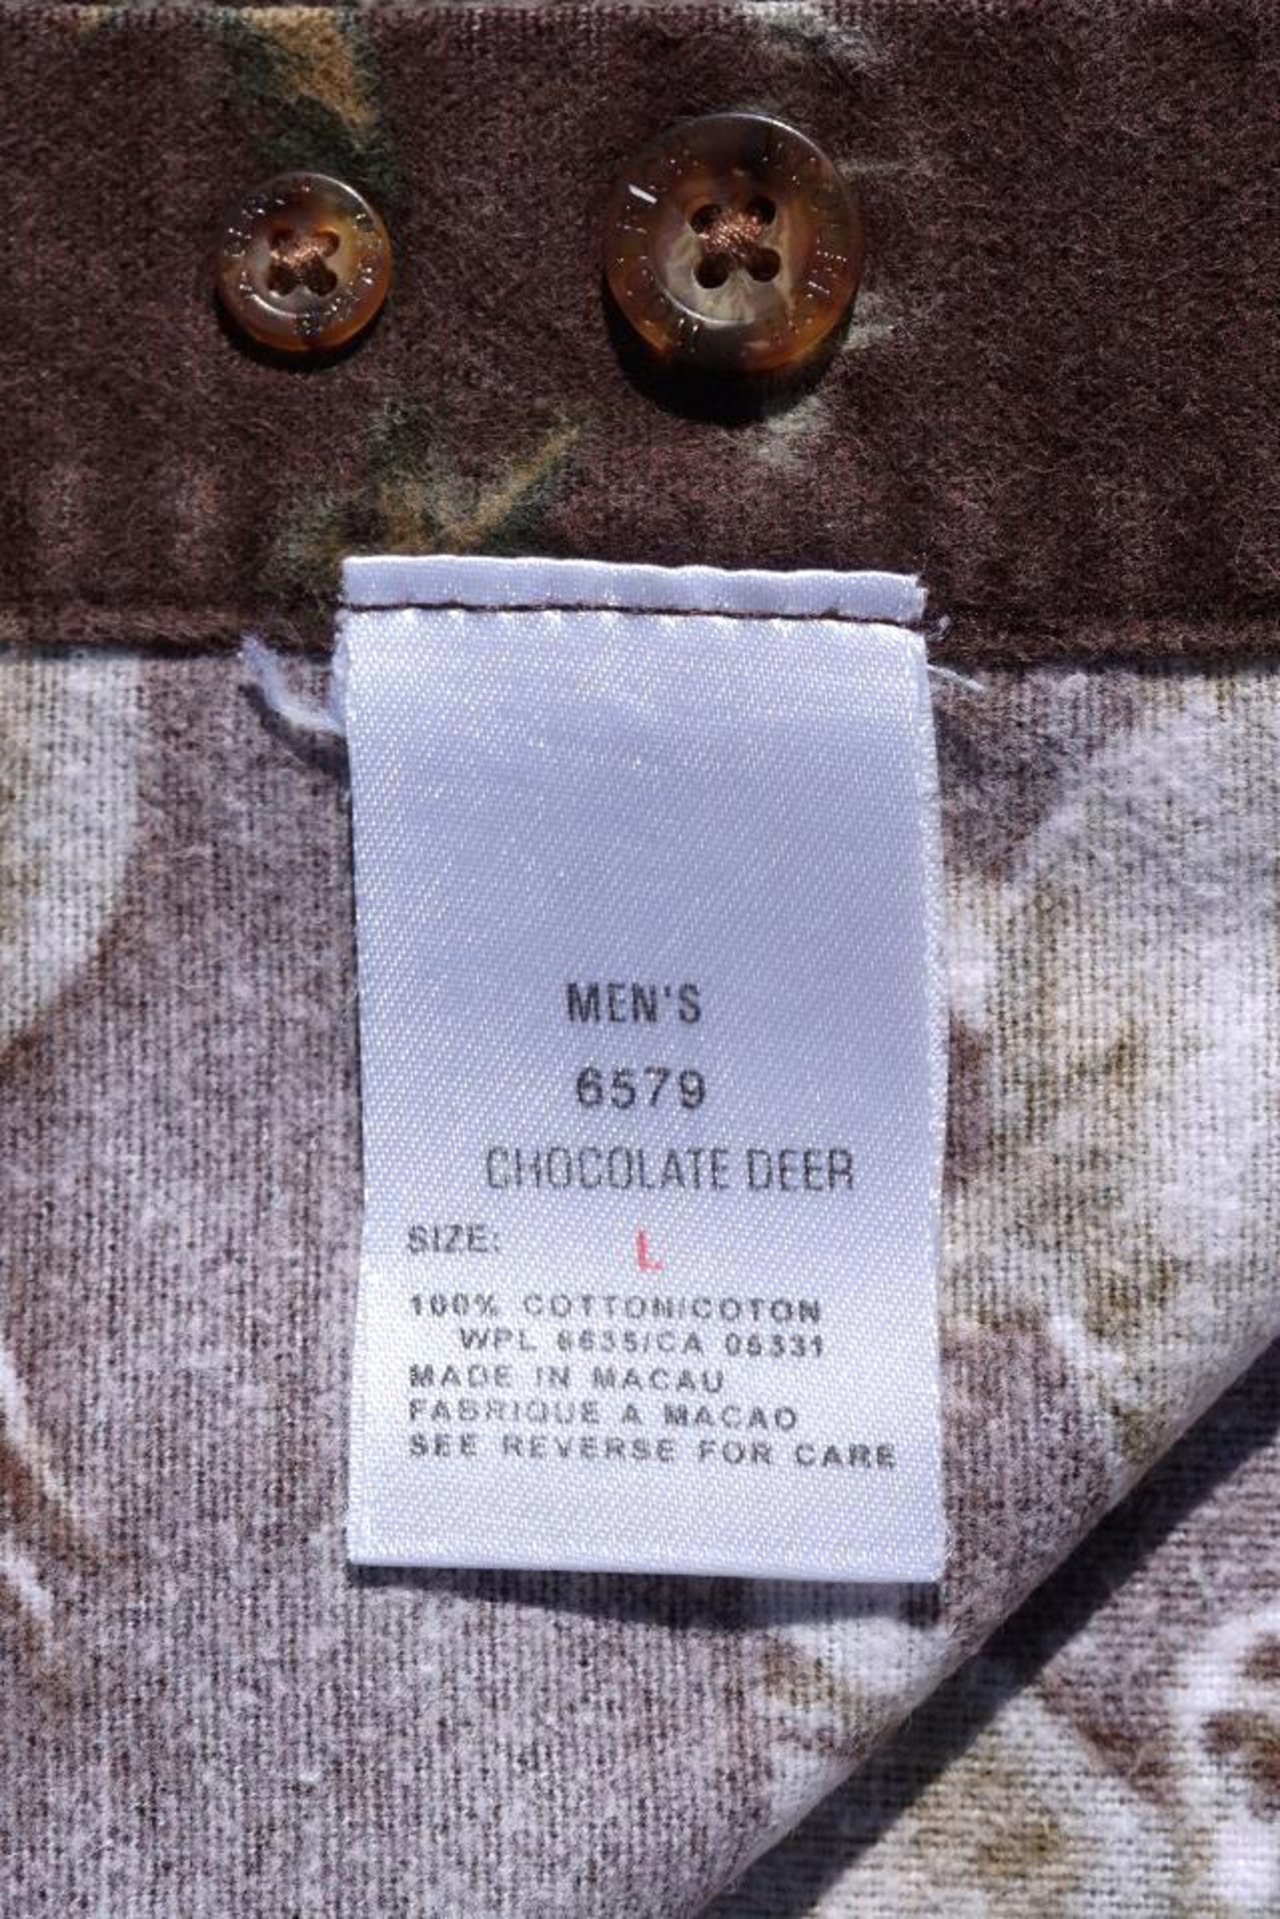 MEN'S
6579
CHOCOLATE DEER
SIZE: L
100% COTTON/COTON
WPL 6635/CA 05331
MADE IN MACAU
FABRIQUE A MACAO
SEE REVERSE FOR CARE